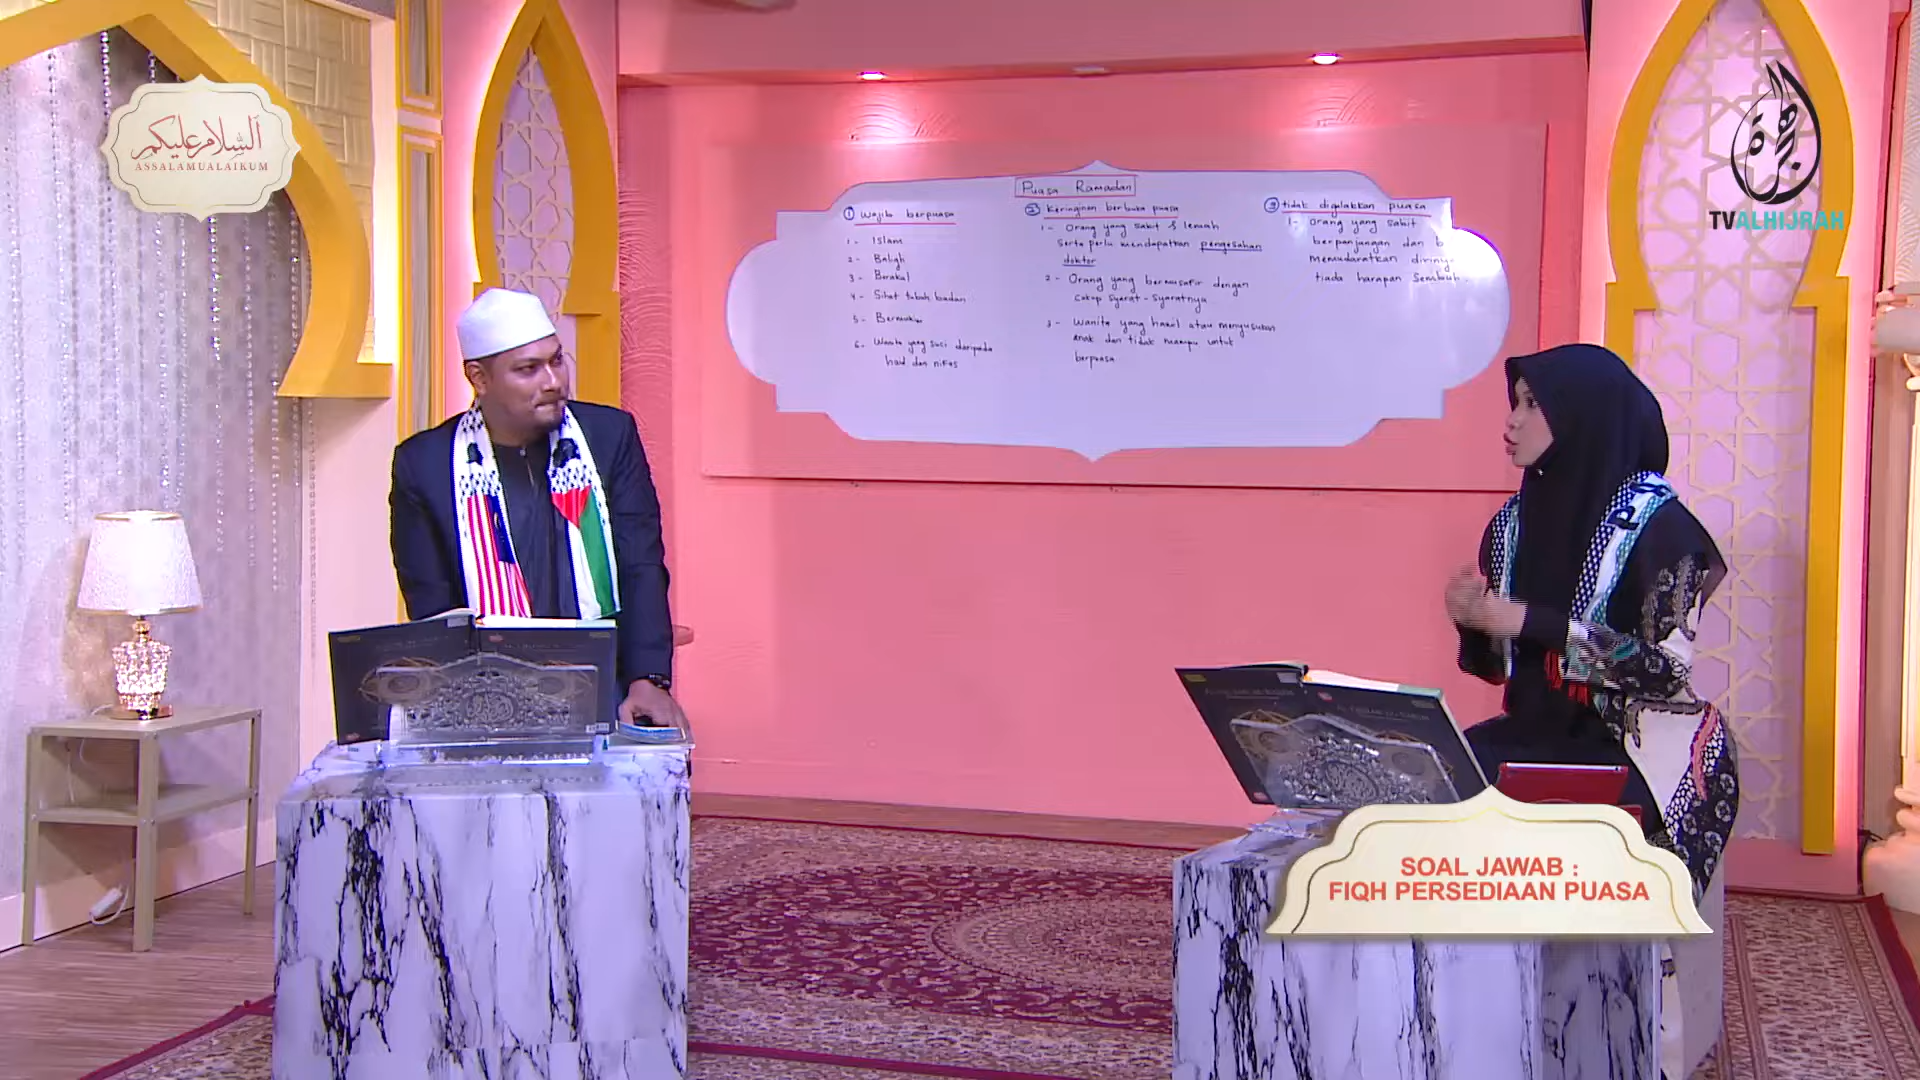 السلام عليكم
ASSALAMUALAIKUM
الهجرة
TVALHIJRAH
Puasa Ramadan
① Wajib berpuasa
1- Islam
2- Baligh
3- Berakal
4- Sihat tubuh badan
5- Bermukim
6- Wanita yang suci daripada
haid dan nifas
② Keringinan berbuka puasa
1- Orang yang sakit & lemah
serta perlu mendapatkan pengesahan
doktor
2- Orang yang bermusafir dengan
cukup syarat-syaratnya
3- Wanita yang hamil atau menyusukan
anak dan tidak mampu untuk
berpuasa
③ tidak digalakkan puasa
1- Orang yang sakit
berpanjangan dan b
memudaratkan diriny
tiada harapan sembuh.
SOAL JAWAB :
FIQH PERSEDIAAN PUASA